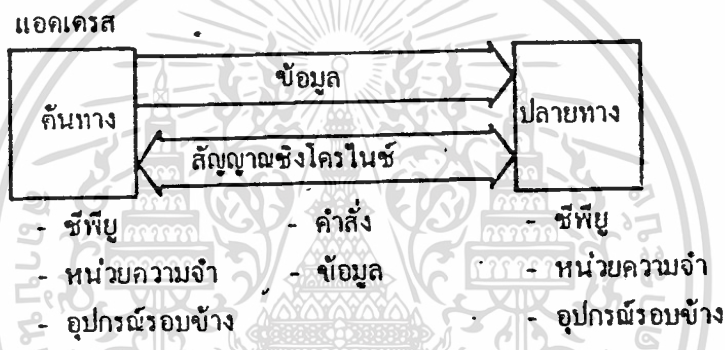 แอดเดรส
ข้อมูล
ต้นทาง
ปลายทาง
สัญญาณซิงโครไนซ์
- ซีพียู - คำสั่ง - ซีพียู
- หน่วยความจำ - ข้อมูล - หน่วยความจำ
- อุปกรณ์รอบข้าง - อุปกรณ์รอบข้าง